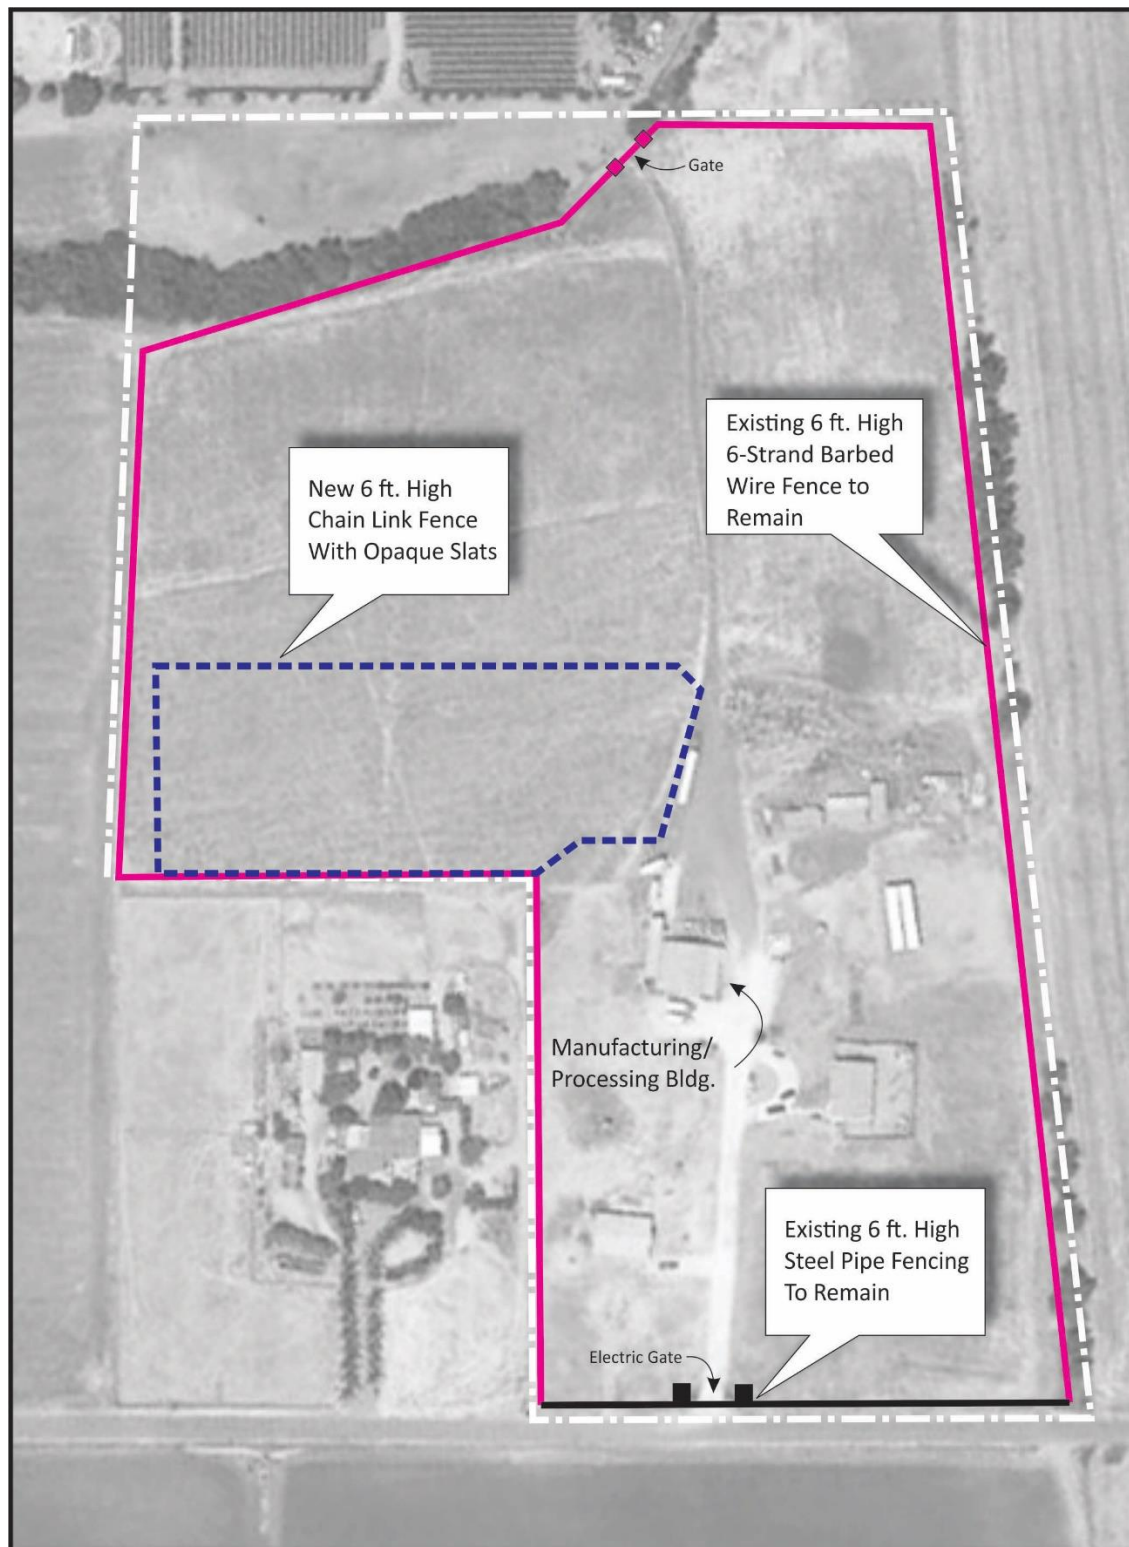 Gate
Existing 6 ft. High
6-Strand Barbed
Wire Fence to
Remain
New 6 ft. High
Chain Link Fence
With Opaque Slats
Manufacturing/
Processing Bldg.
Existing 6 ft. High
Steel Pipe Fencing
To Remain
Electric Gate